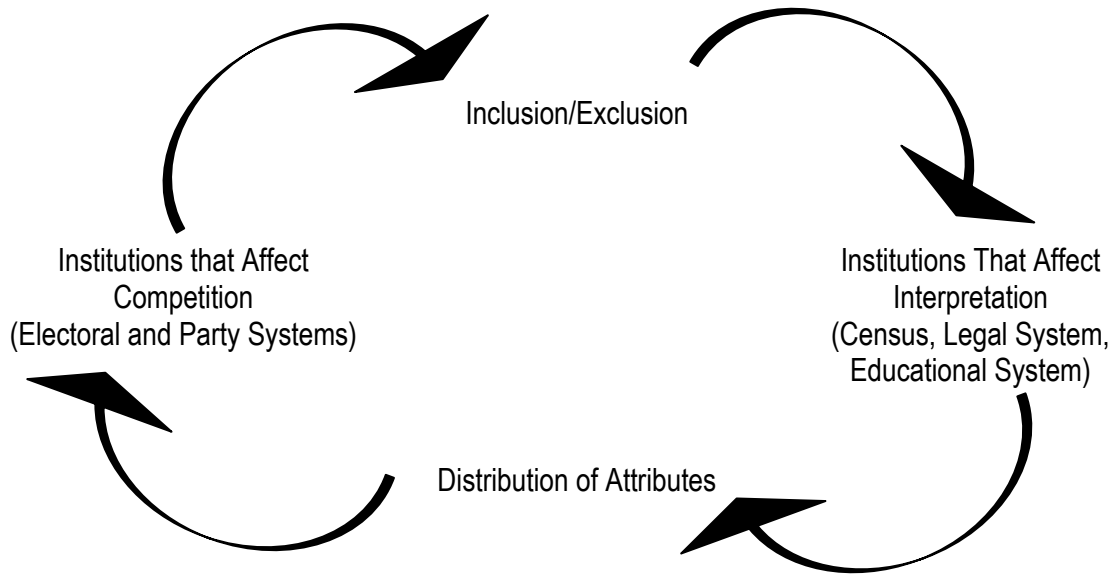 Inclusion/Exclusion
Institutions that Affect
Competition
(Electoral and Party Systems)
Institutions That Affect
Interpretation
(Census, Legal System,
Educational System)
Distribution of Attributes